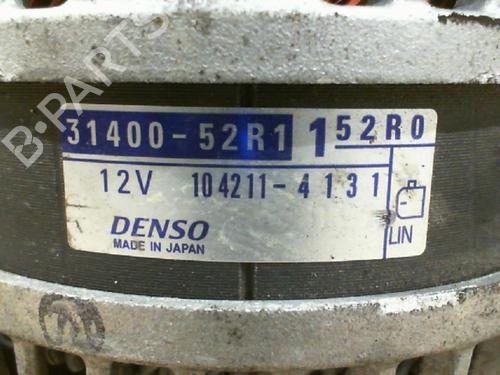 B-PARTS
31400-52R1 1 52R0
12V 104211-4131
DENSO
MADE IN JAPAN
LIN